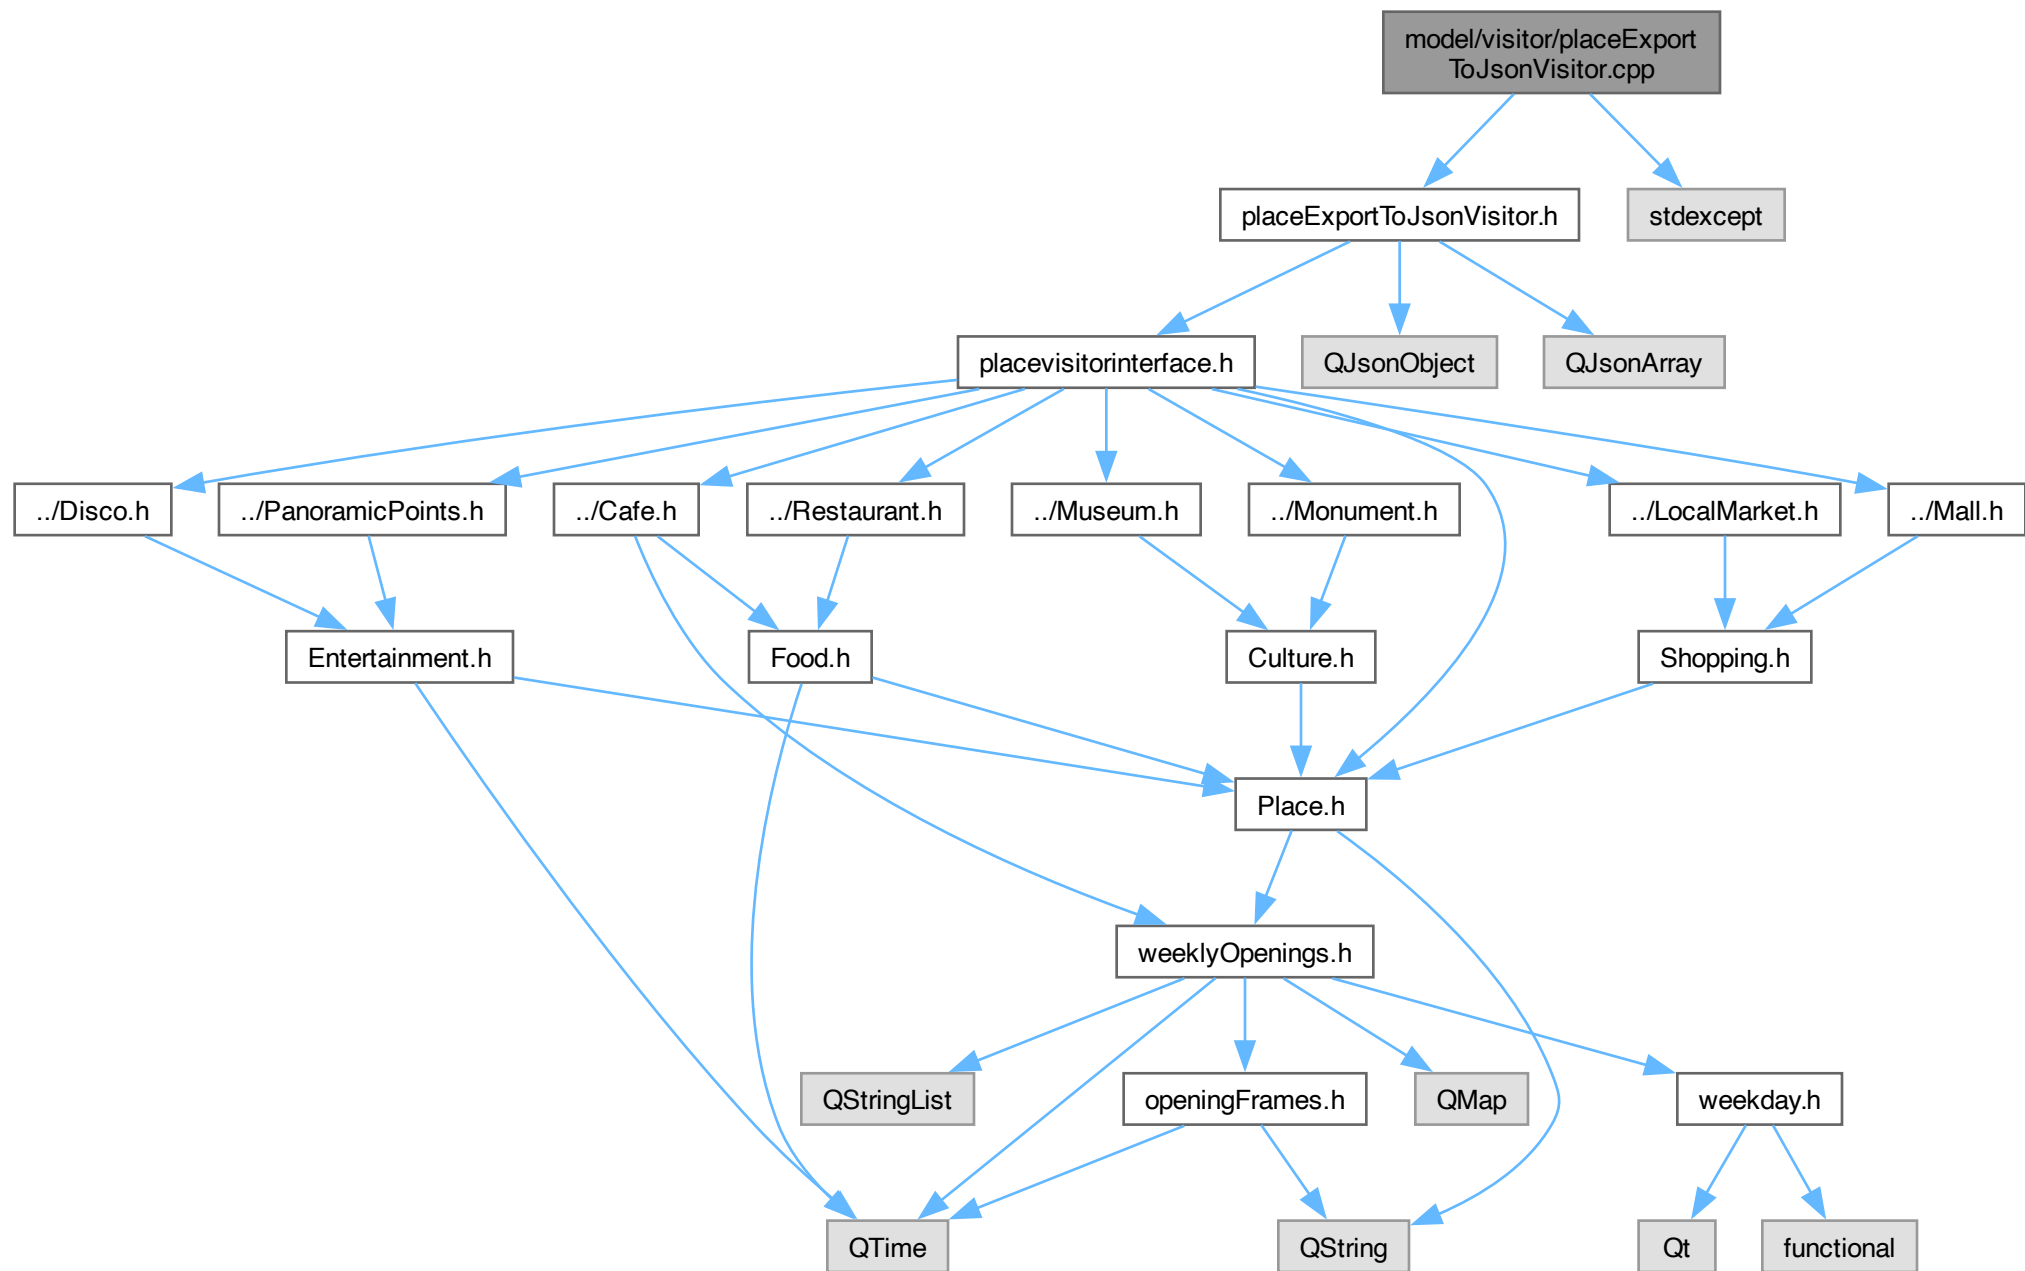 model/visitor/placeExport
ToJsonVisitor.cpp
placeExportToJsonVisitor.h
stdexcept
placevisitorinterface.h
QJsonObject
QJsonArray
../Disco.h
../PanoramicPoints.h
../Cafe.h
../Restaurant.h
../Museum.h
../Monument.h
../LocalMarket.h
../Mall.h
Entertainment.h
Food.h
Culture.h
Shopping.h
Place.h
weeklyOpenings.h
QStringList
openingFrames.h
QMap
weekday.h
QTime
QString
Qt
functional